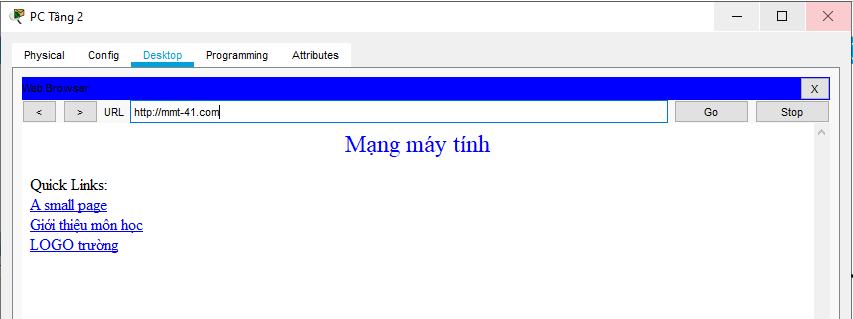 PC Tầng 2
Physical Config Desktop Programming Attributes
Web Browser X
< > URL http://mmt-41.com Go Stop
Mạng máy tính
Quick Links:
A small page
Giới thiệu môn học
LOGO trường